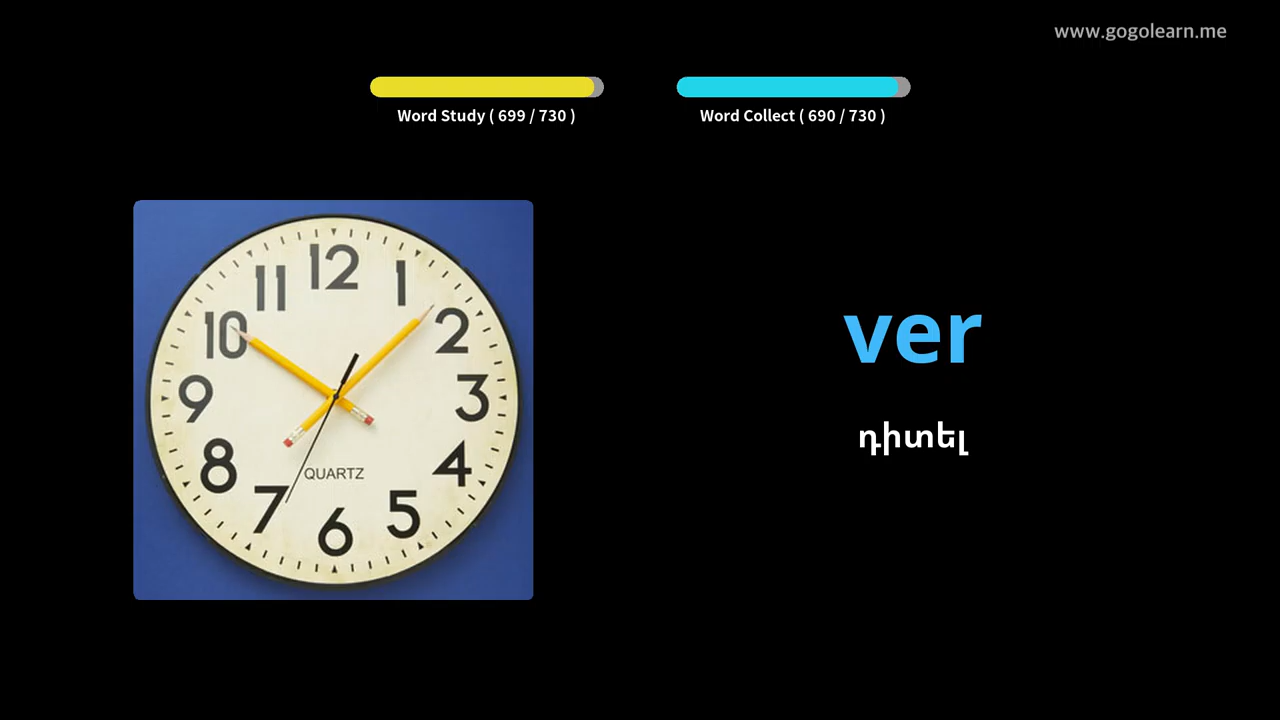 www.gogolearn.me
Word Study ( 699 / 730 )
Word Collect ( 690 / 730 )
12
11
1
10
2
9
3
8
4
7
5
6
QUARTZ
ver
դիտել